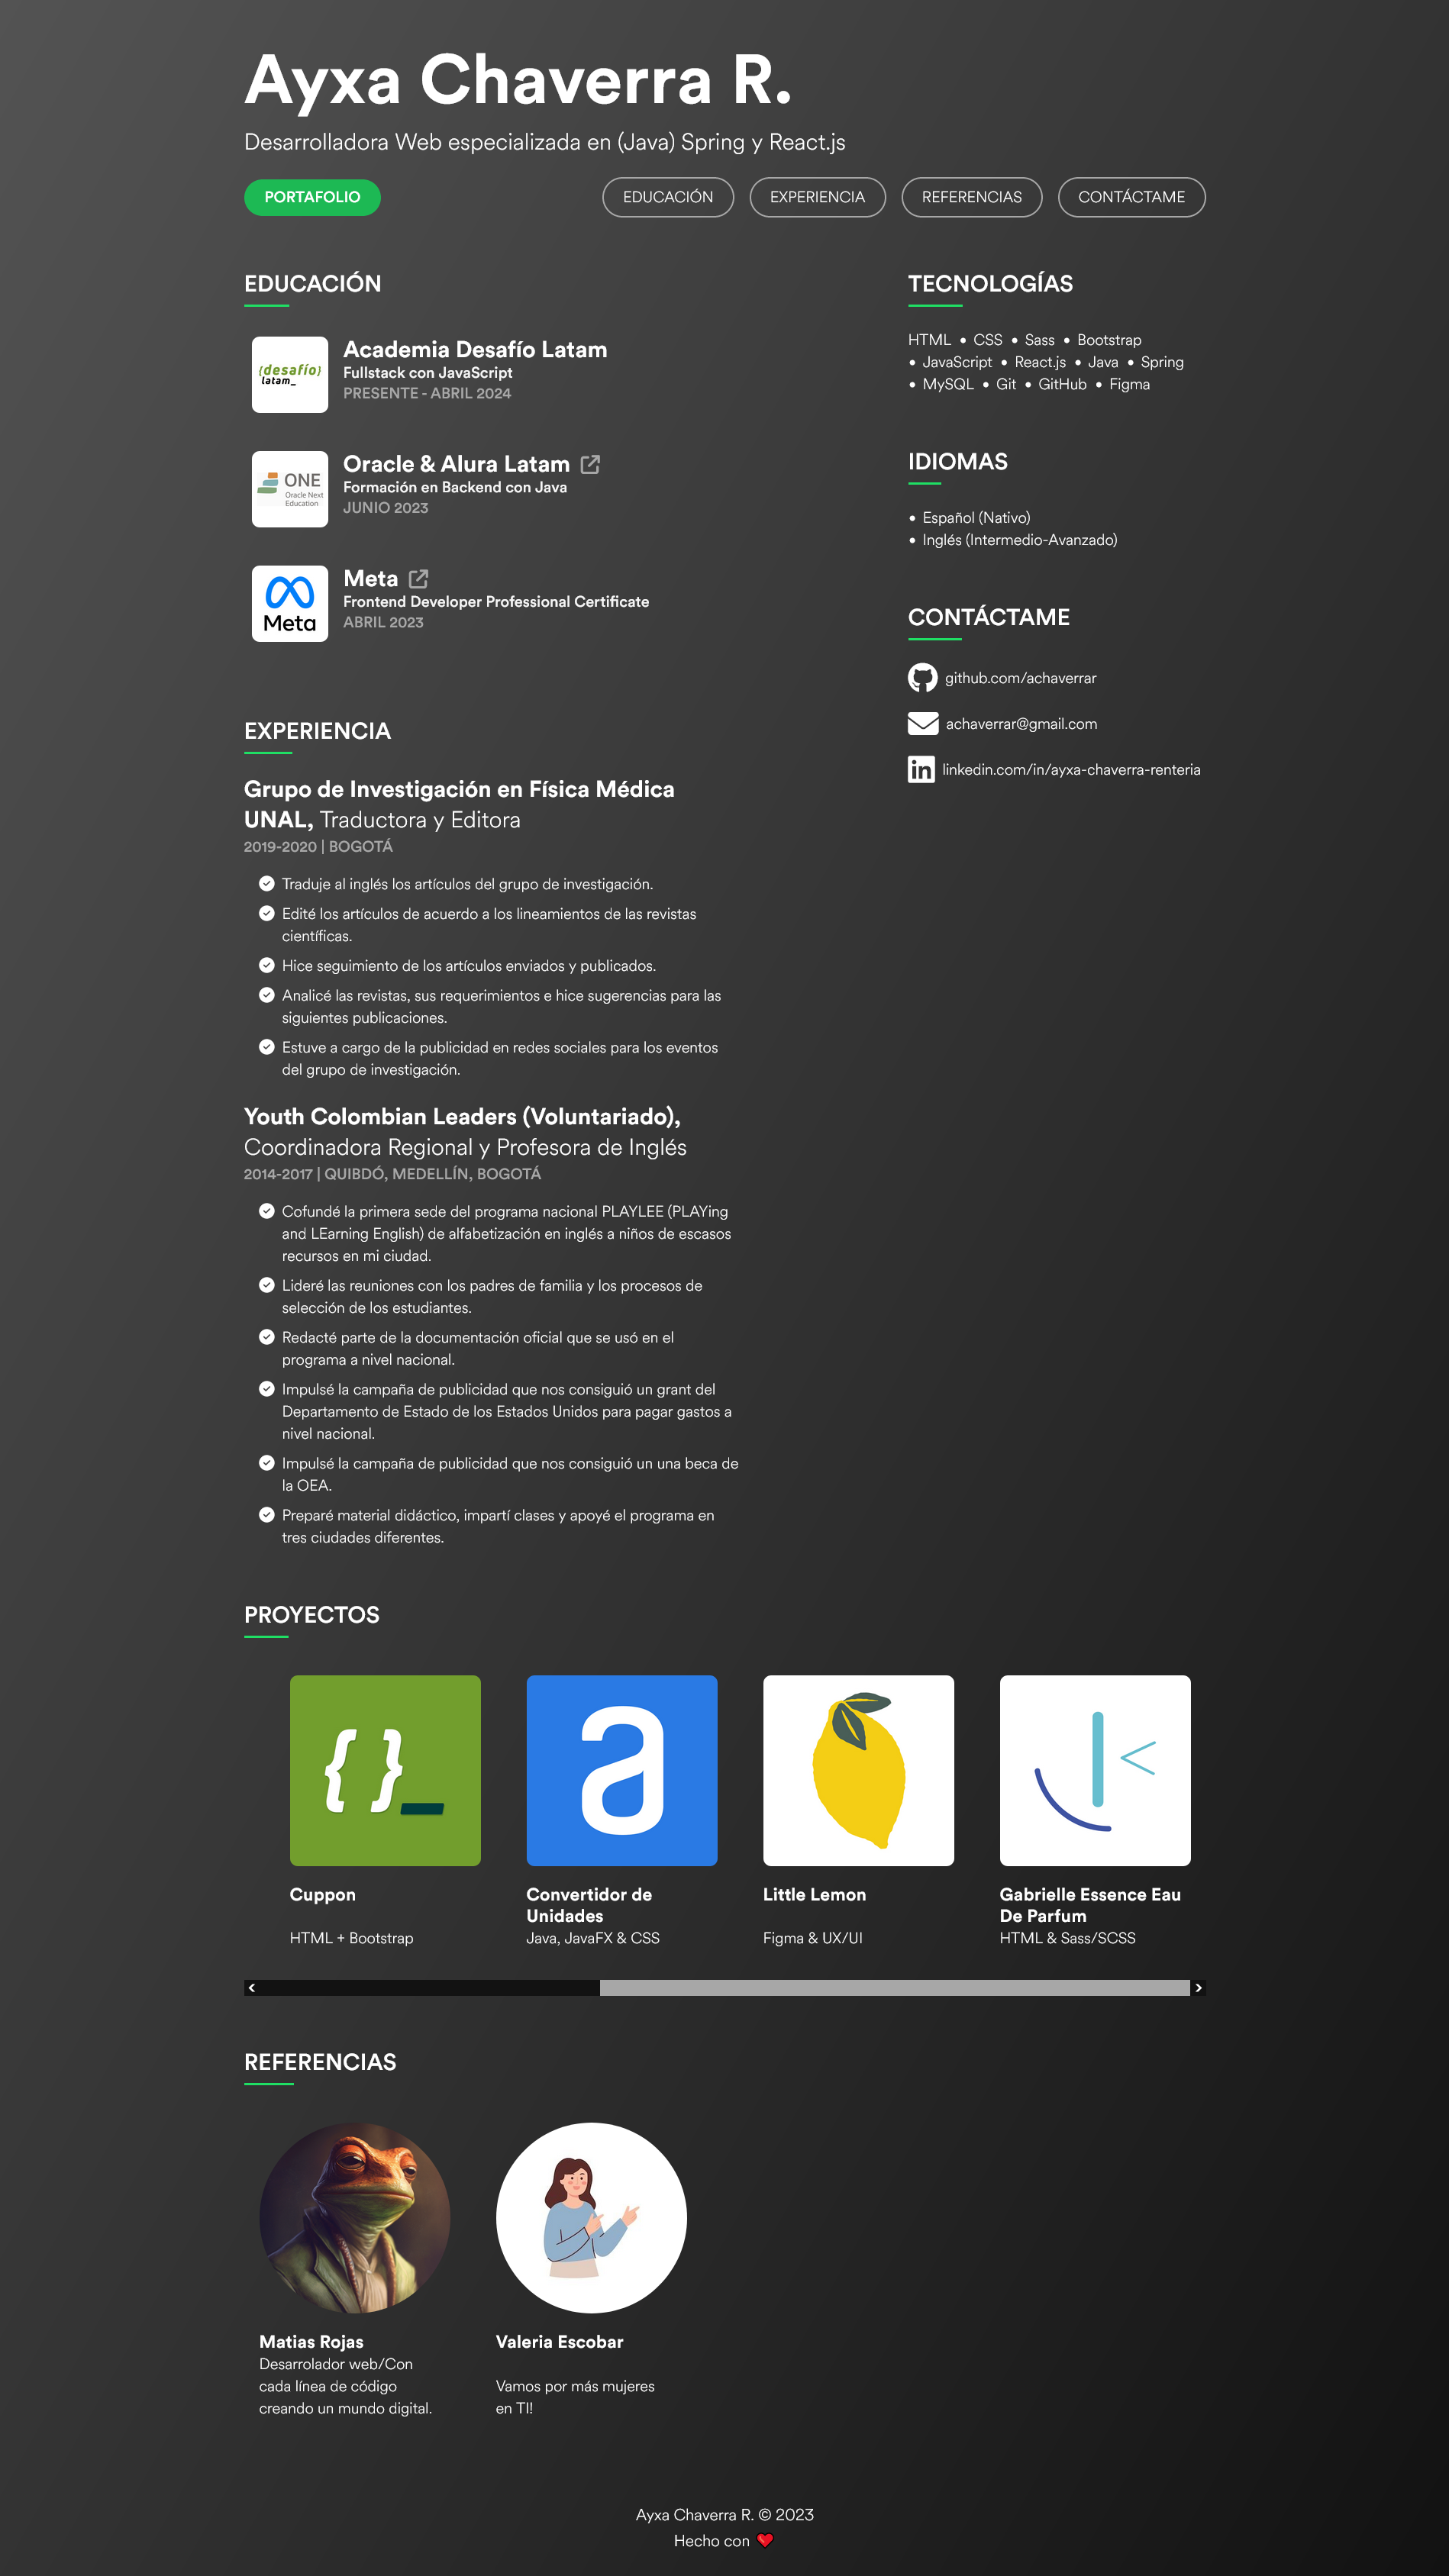 Ayxa Chaverra R.
Desarrolladora Web especializada en (Java) Spring y React.js
PORTAFOLIO
EDUCACIÓN
EXPERIENCIA
REFERENCIAS
CONTÁCTAME
EDUCACIÓN
{desafío}
latam_
Academia Desafío Latam
Fullstack con JavaScript
PRESENTE - ABRIL 2024
ONE
Oracle Next
Education
Oracle & Alura Latam
Formación en Backend con Java
JUNIO 2023
Meta
Meta
Frontend Developer Professional Certificate
ABRIL 2023
TECNOLOGÍAS
HTML • CSS • Sass • Bootstrap
• JavaScript • React.js • Java • Spring
• MySQL • Git • GitHub • Figma
IDIOMAS
• Español (Nativo)
• Inglés (Intermedio-Avanzado)
CONTÁCTAME
github.com/achaverrar
achaverrar@gmail.com
linkedin.com/in/ayxa-chaverra-renteria
EXPERIENCIA
Grupo de Investigación en Física Médica
UNAL, Traductora y Editora
2019-2020 | BOGOTÁ
Traduje al inglés los artículos del grupo de investigación.
Edité los artículos de acuerdo a los lineamientos de las revistas
científicas.
Hice seguimiento de los artículos enviados y publicados.
Analicé las revistas, sus requerimientos e hice sugerencias para las
siguientes publicaciones.
Estuve a cargo de la publicidad en redes sociales para los eventos
del grupo de investigación.
Youth Colombian Leaders (Voluntariado),
Coordinadora Regional y Profesora de Inglés
2014-2017 | QUIBDÓ, MEDELLÍN, BOGOTÁ
Cofundé la primera sede del programa nacional PLAYLEE (PLAYing
and LEarning English) de alfabetización en inglés a niños de escasos
recursos en mi ciudad.
Lideré las reuniones con los padres de familia y los procesos de
selección de los estudiantes.
Redacté parte de la documentación oficial que se usó en el
programa a nivel nacional.
Impulsé la campaña de publicidad que nos consiguió un grant del
Departamento de Estado de los Estados Unidos para pagar gastos a
nivel nacional.
Impulsé la campaña de publicidad que nos consiguió un una beca de
la OEA.
Preparé material didáctico, impartí clases y apoyé el programa en
tres ciudades diferentes.
PROYECTOS
{ }_
a
Cuppon
HTML + Bootstrap
Convertidor de
Unidades
Java, JavaFX & CSS
Little Lemon
Figma & UX/UI
Gabrielle Essence Eau
De Parfum
HTML & Sass/SCSS
REFERENCIAS
Matias Rojas
Desarrolador web/Con
cada línea de código
creando un mundo digital.
Valeria Escobar
Vamos por más mujeres
en TI!
Ayxa Chaverra R. © 2023
Hecho con ❤️